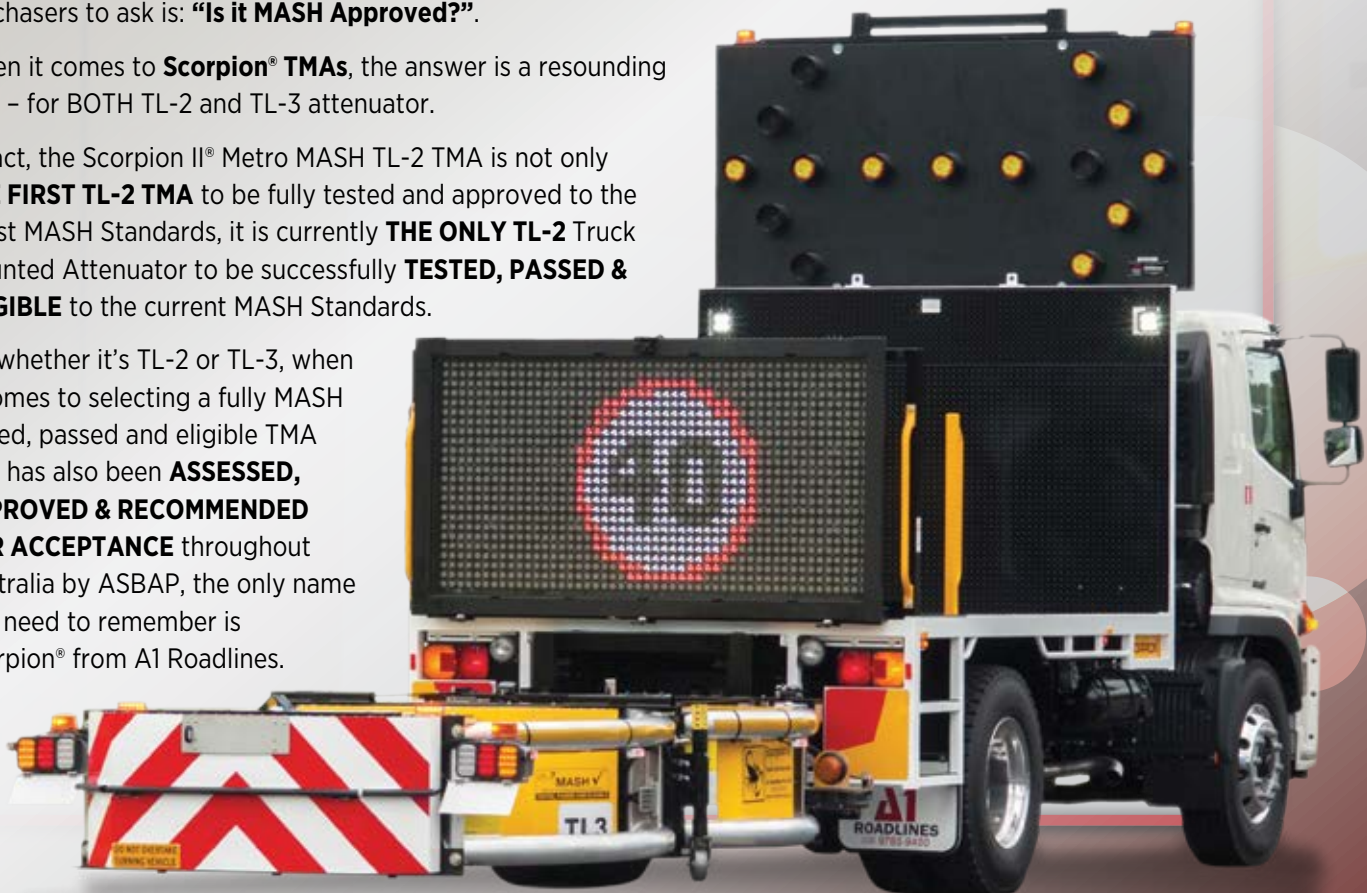 chasers to ask is: “Is it MASH Approved?”.
en it comes to Scorpion® TMAs, the answer is a resounding
– for BOTH TL-2 and TL-3 attenuator.
act, the Scorpion II® Metro MASH TL-2 TMA is not only
FIRST TL-2 TMA to be fully tested and approved to the
st MASH Standards, it is currently THE ONLY TL-2 Truck
unted Attenuator to be successfully TESTED, PASSED &
GIBLE to the current MASH Standards.
whether it’s TL-2 or TL-3, when
omes to selecting a fully MASH
ed, passed and eligible TMA
has also been ASSESSED,
PROVED & RECOMMENDED
R ACCEPTANCE throughout
stralia by ASBAP, the only name
need to remember is
rpion® from A1 Roadlines.
40
MASH
TL3
A1
ROADLINES
9765-9400
DO NOT OVERTAKE
TURNING VEHICLE